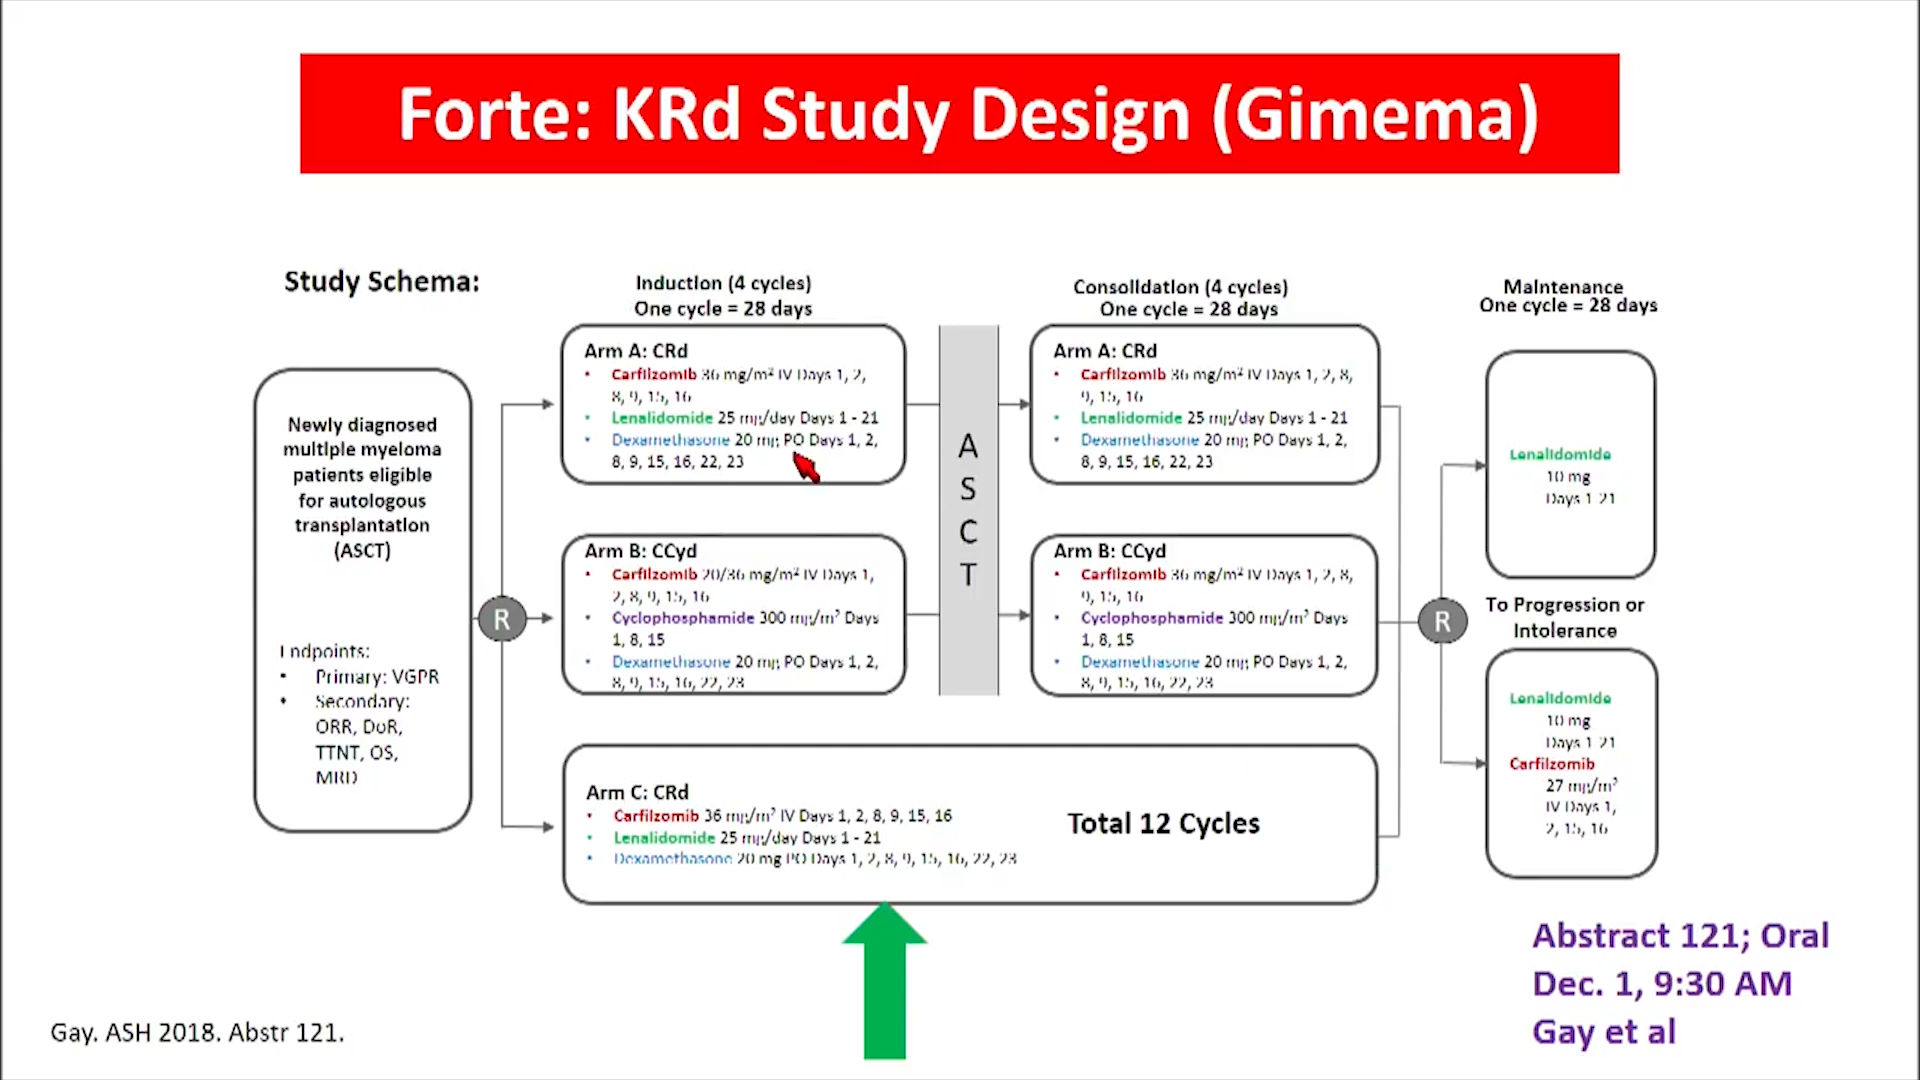 Forte: KRd Study Design (Gimema)
Study Schema:
Newly diagnosed
multiple myeloma
patients eligible
for autologous
transplantation
(ASCT)
Endpoints:
• Primary: VGPR
• Secondary:
ORR, DoR,
TTNT, OS,
MRD
R
Induction (4 cycles)
One cycle = 28 days
Arm A: CRd
• Carfilzomib 36 mg/m² IV Days 1, 2,
8, 9, 15, 16
• Lenalidomide 25 mg/day Days 1 - 21
• Dexamethasone 20 mg PO Days 1, 2,
8, 9, 15, 16, 22, 23
Arm B: CCyd
• Carfilzomib 20/36 mg/m² IV Days 1,
2, 8, 9, 15, 16
• Cyclophosphamide 300 mg/m² Days
1, 8, 15
• Dexamethasone 20 mg PO Days 1, 2,
8, 9, 15, 16, 22, 23
A
S
C
T
Consolidation (4 cycles)
One cycle = 28 days
Arm A: CRd
• Carfilzomib 36 mg/m² IV Days 1, 2, 8,
9, 15, 16
• Lenalidomide 25 mg/day Days 1 - 21
• Dexamethasone 20 mg PO Days 1, 2,
8, 9, 15, 16, 22, 23
Arm B: CCyd
• Carfilzomib 36 mg/m² IV Days 1, 2, 8,
9, 15, 16
• Cyclophosphamide 300 mg/m² Days
1, 8, 15
• Dexamethasone 20 mg PO Days 1, 2,
8, 9, 15, 16, 22, 23
Arm C: CRd
• Carfilzomib 36 mg/m² IV Days 1, 2, 8, 9, 15, 16
• Lenalidomide 25 mg/day Days 1 - 21
• Dexamethasone 20 mg PO Days 1, 2, 8, 9, 15, 16, 22, 23
Total 12 Cycles
R
Maintenance
One cycle = 28 days
Lenalidomide
10 mg
Days 1 21
To Progression or
Intolerance
Lenalidomide
10 mg
Days 1 21
Carfilzomib
27 mg/m²
IV Days 1,
2, 15, 16
Abstract 121; Oral
Dec. 1, 9:30 AM
Gay et al
Gay. ASH 2018. Abstr 121.